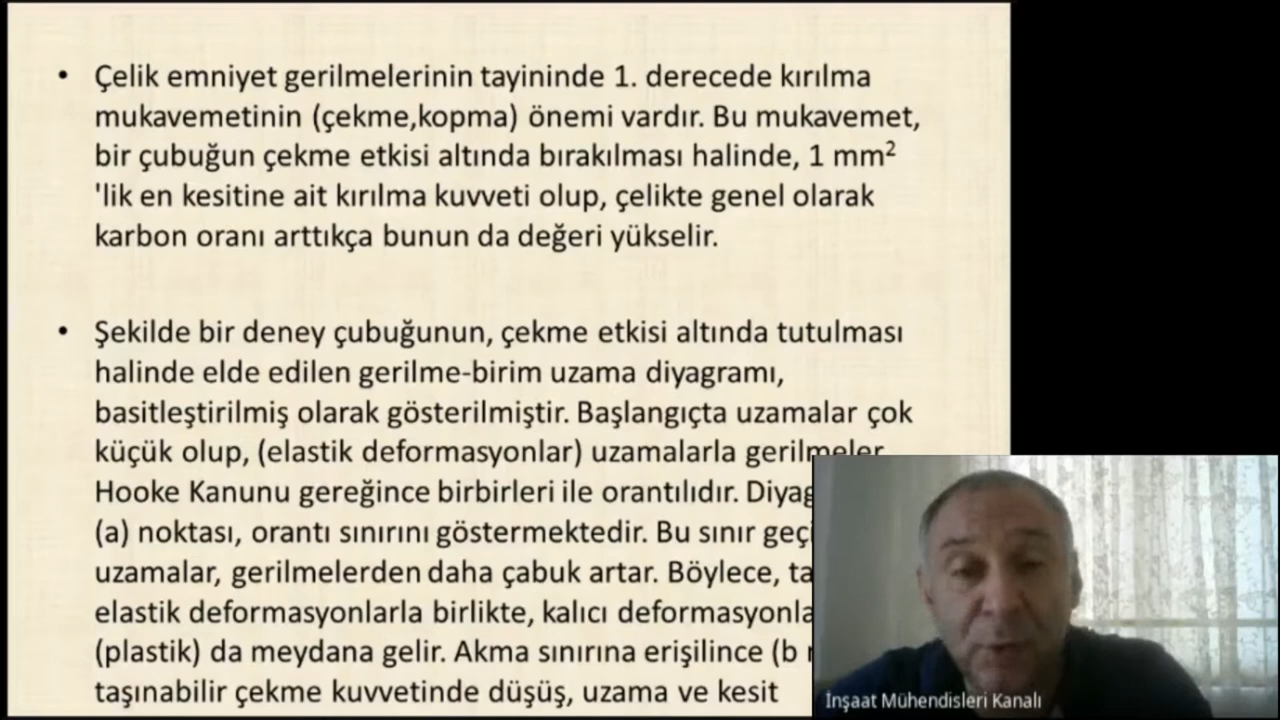 • Çelik emniyet gerilmelerinin tayininde 1. derecede kırılma
mukavemetinin (çekme,kopma) önemi vardır. Bu mukavemet,
bir çubuğun çekme etkisi altında bırakılması halinde, 1 mm²
'lik en kesitine ait kırılma kuvveti olup, çelikte genel olarak
karbon oranı arttıkça bunun da değeri yükselir.
• Şekilde bir deney çubuğunun, çekme etkisi altında tutulması
halinde elde edilen gerilme-birim uzama diyagramı,
basitleştirilmiş olarak gösterilmiştir. Başlangıçta uzamalar çok
küçük olup, (elastik deformasyonlar) uzamalarla gerilmeler
Hooke Kanunu gereğince birbirleri ile orantılıdır.
(a) noktası, orantı sınırını göstermektedir. Bu sınır
uzamalar, gerilmelerden daha çabuk artar. Böylece,
elastik deformasyonlarla birlikte, kalıcı
(plastik) da meydana gelir. Akma sınırına erişilince (b
taşınabilir çekme kuvvetinde düşüş, uzama ve kesit
İnşaat Mühendisleri Kanalı